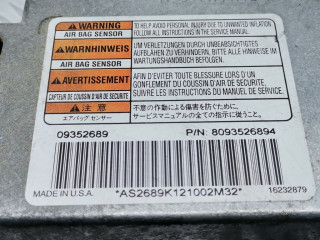 WARNING
AIR BAG SENSOR
TO HELP AVOID PERSONAL INJURY DUE TO UNWANTED INFLATION
FOLLOW ALL INSTRUCTIONS IN THE SERVICE MANUAL.
WARNHINWEIS
AIR BAG SENSOR
UM VERLETZUNGEN DURCH UNBEABSICHTIGTES
AUFBLAHEN ZU VERHINDERN. BITTE ALLE HINWEISE IM
WARTUNGSHANDBUCH BEFOLGEN.
AVERTISSEMENT
CAPTEUR DE COUSSIN D'AIR DE SÉCURITÉ
AFIN D'EVITER TOUTE BLESSURE LORS D'UN
GONFLEMENT DU COUSSIN D'AIR DE SECURITE
SUIVRE LES INSTRUCTIONS DU MANUEL DE SERVICE.
注意
エアバッグ センサー
不意の作動による傷害を防ぐために、
サービスマニュアルの全ての指示に従うこと。
09352689
P/N: 8093526894
MADE IN U.S.A.
*AS2689K121002M32*
16232879